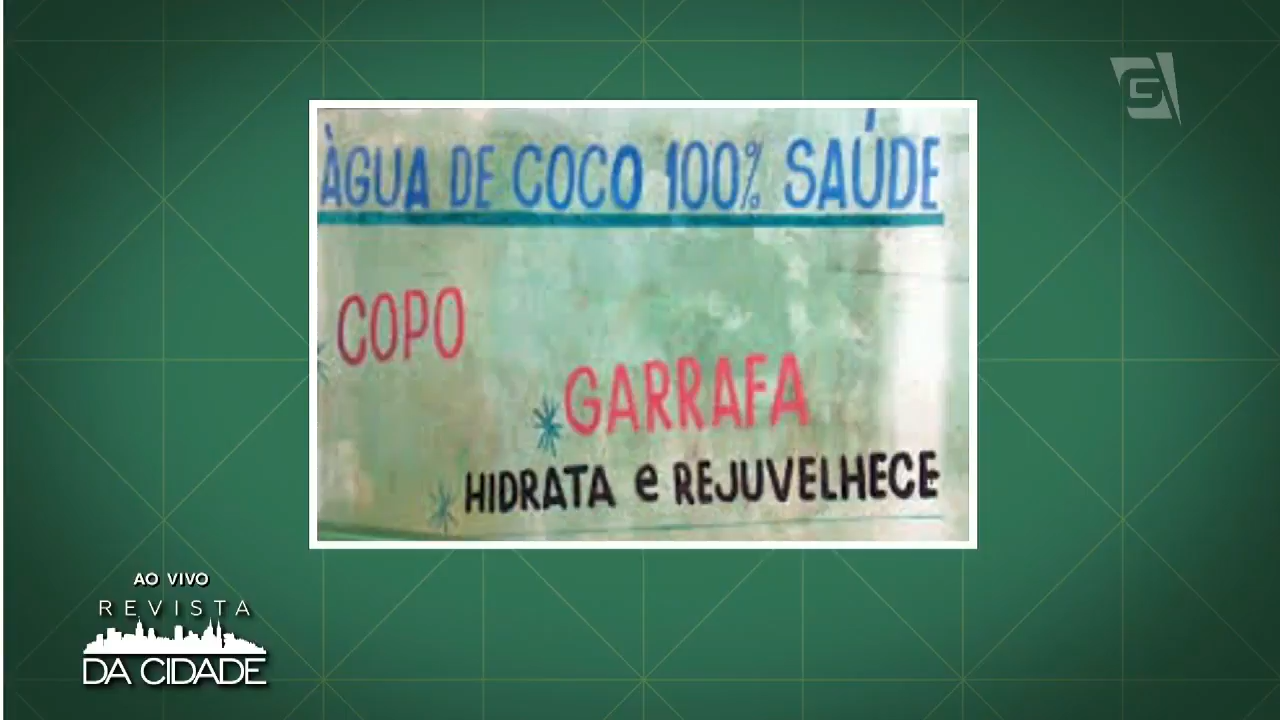 ÀGUA DE COCO 100% SAÚDE
COPO
GARRAFA
HIDRATA e REJUVELHECE
AO VIVO
REVISTA
DA CIDADE
G